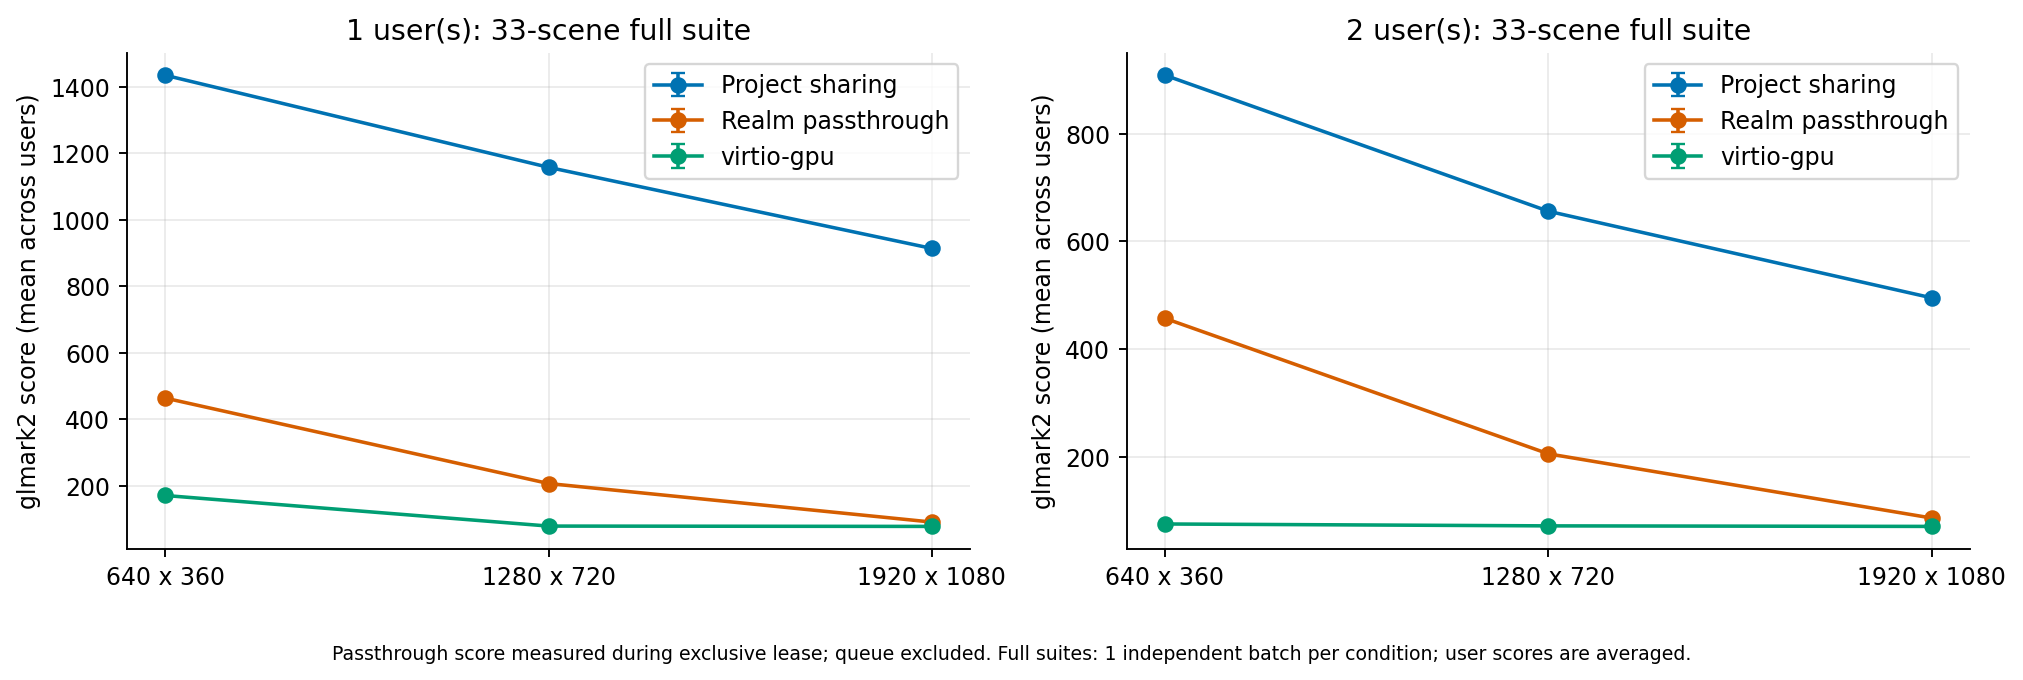 1 user(s): 33-scene full suite
glmark2 score (mean across users)
1400
1200
1000
800
600
400
200
Project sharing
Realm passthrough
virtio-gpu
640 x 360
1280 x 720
1920 x 1080
2 user(s): 33-scene full suite
glmark2 score (mean across users)
800
600
400
200
Project sharing
Realm passthrough
virtio-gpu
640 x 360
1280 x 720
1920 x 1080
Passthrough score measured during exclusive lease; queue excluded. Full suites: 1 independent batch per condition; user scores are averaged.